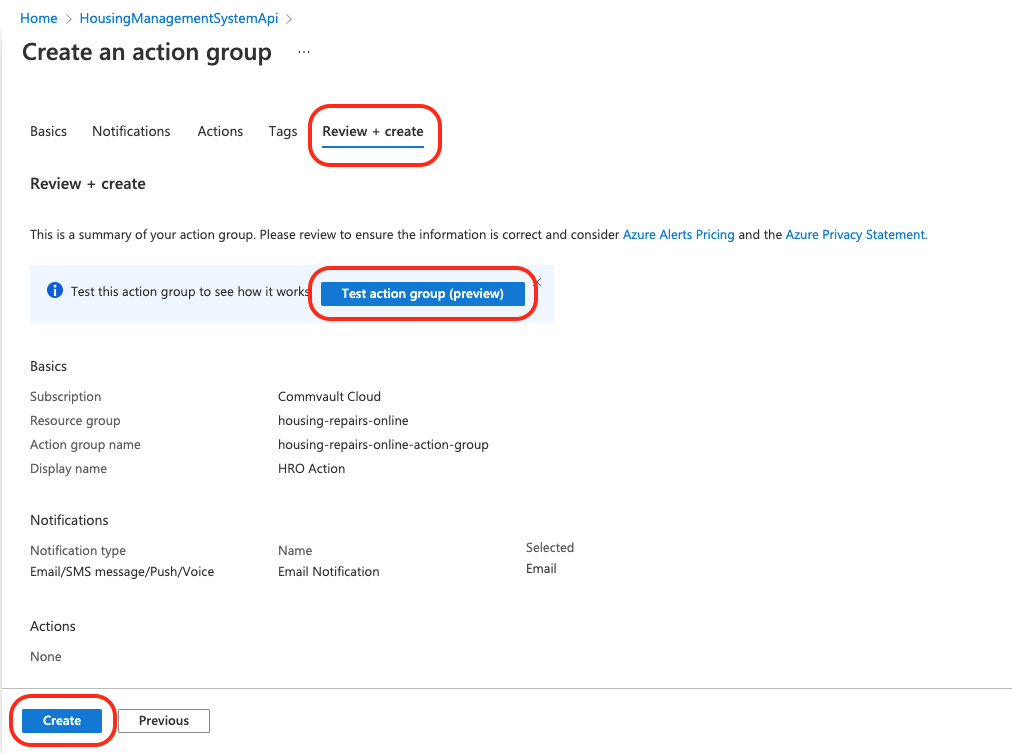 Home > HousingManagementSystemApi >
Create an action group ...
Basics Notifications Actions Tags Review + create
Review + create
This is a summary of your action group. Please review to ensure the information is correct and consider Azure Alerts Pricing and the Azure Privacy Statement.
Test this action group to see how it works Test action group (preview)
Basics
Subscription Commvault Cloud
Resource group housing-repairs-online
Action group name housing-repairs-online-action-group
Display name HRO Action
Notifications
Notification type Name Selected
Email/SMS message/Push/Voice Email Notification Email
Actions
None
Create Previous